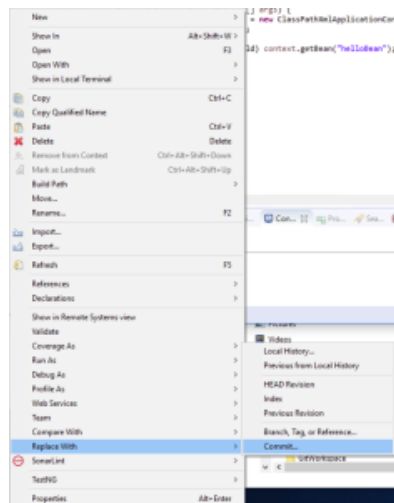 New
Show In Alt+Shift+W >
Open F3
Open With >
Show in Local Terminal >
Copy Ctrl+C
Copy Qualified Name
Paste Ctrl+V
Delete Delete
Remove from Context Ctrl+Alt+Shift+Down
Mark as Landmark Ctrl+Alt+Shift+Up
Build Path >
Move...
Rename... F2
Import...
Export...
Refresh F5
References >
Declarations >
Show in Remote Systems view
Validate
Coverage As >
Run As >
Debug As >
Profile As >
Web Services >
Team >
Compare With >
Replace With >
SonarLint >
TestNG >
Properties Alt+Enter
[] args) {
= new ClassPathXmlApplicationCon
ld) context.getBean("helloBean");
Con...
Pro...
Sea...
Pictures
Videos
Local History...
Previous from Local History
HEAD Revision
Index
Previous Revision
Branch, Tag, or Reference...
Commit...
GitWorkspace